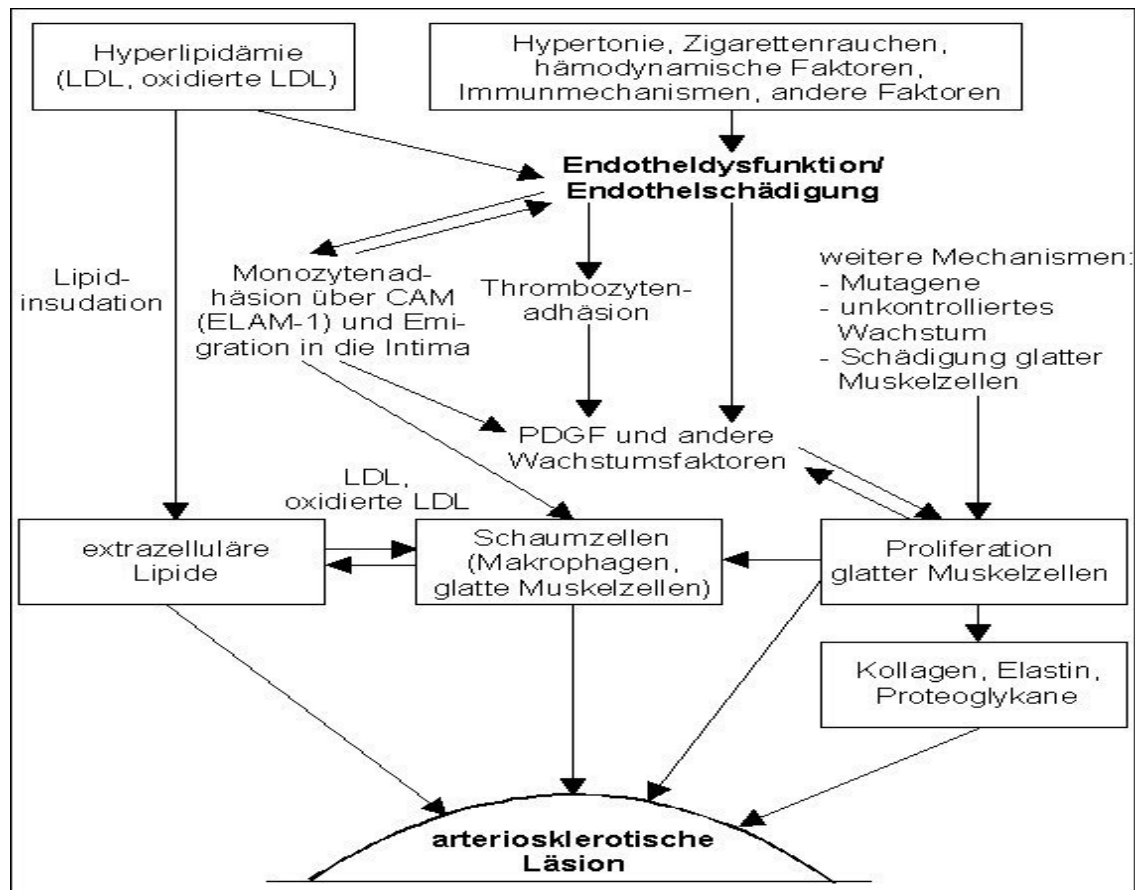 Hyperlipidämie
(LDL, oxidierte LDL)
Hypertonie, Zigarettenrauchen,
hämodynamische Faktoren,
Immunmechanismen, andere Faktoren
Endotheldysfunktion/
Endothelschädigung
Lipid-
insudation
Monozytenad-
häsion über CAM
(ELAM-1) und Emi-
gration in die Intima
Thrombozyten-
adhäsion
weitere Mechanismen:
- Mutagene
- unkontrolliertes
Wachstum
- Schädigung glatter
Muskelzellen
PDGF und andere
Wachstumsfaktoren
LDL,
oxidierte LDL
extrazelluläre
Lipide
Schaumzellen
(Makrophagen,
glatte Muskelzellen)
Proliferation
glatter Muskelzellen
Kollagen, Elastin,
Proteoglykane
arteriosklerotische
Läsion